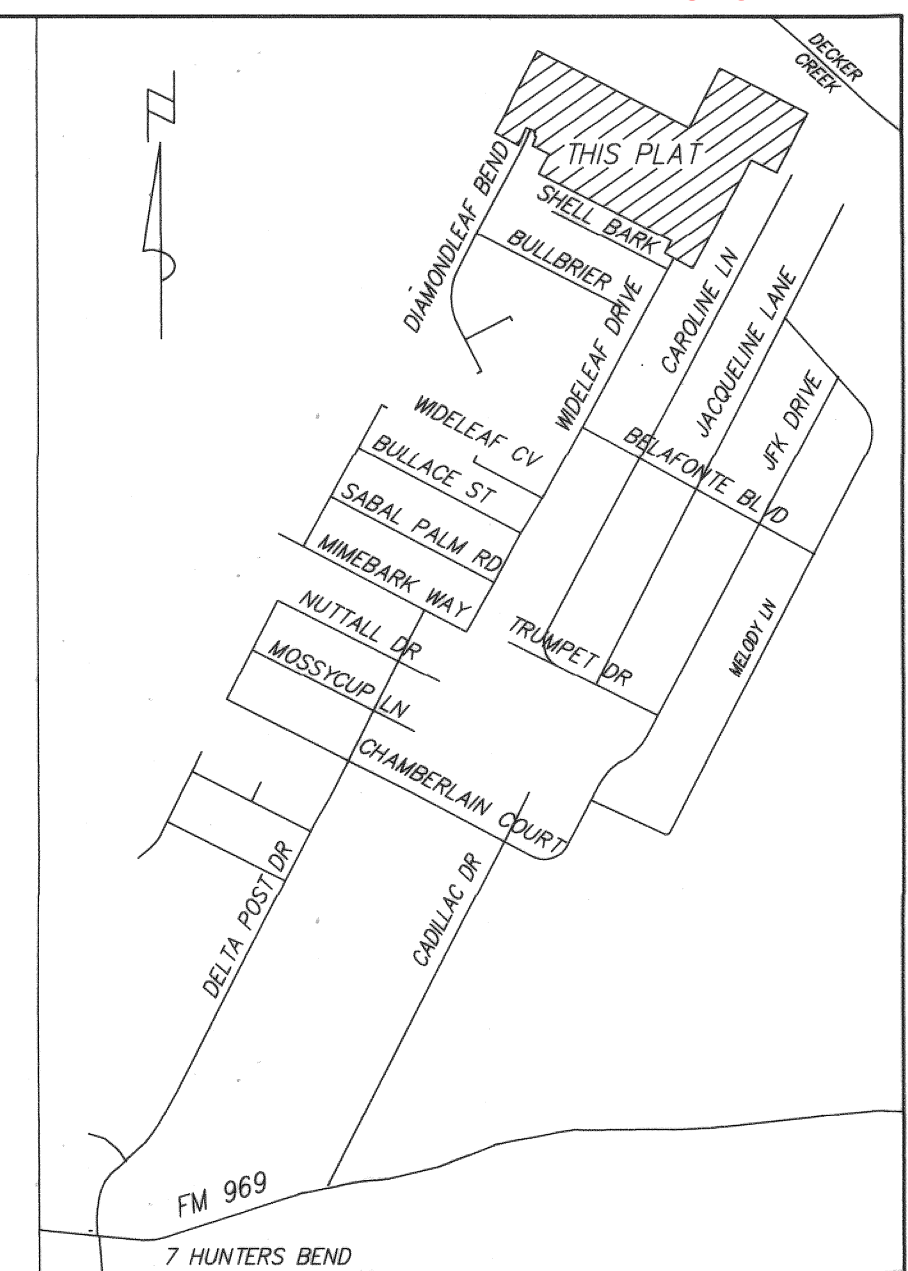 DECKER
CREEK
N
THIS PLAT
DIAMONDLEAF BEND
SHELL BARK
BULLBRIER
WIDELEAF DRIVE
CAROLINE LN
JACQUELINE LANE
JFK DRIVE
WIDELEAF CV
BELAFONTE BLVD
BULLACE ST
SABAL PALM RD
MIMEBARK WAY
NUTTALL DR
TRUMPET DR
MELODY LN
MOSSYCUP LN
CHAMBERLAIN COURT
DELTA POST DR
CADILLAC DR
FM 969
7 HUNTERS BEND